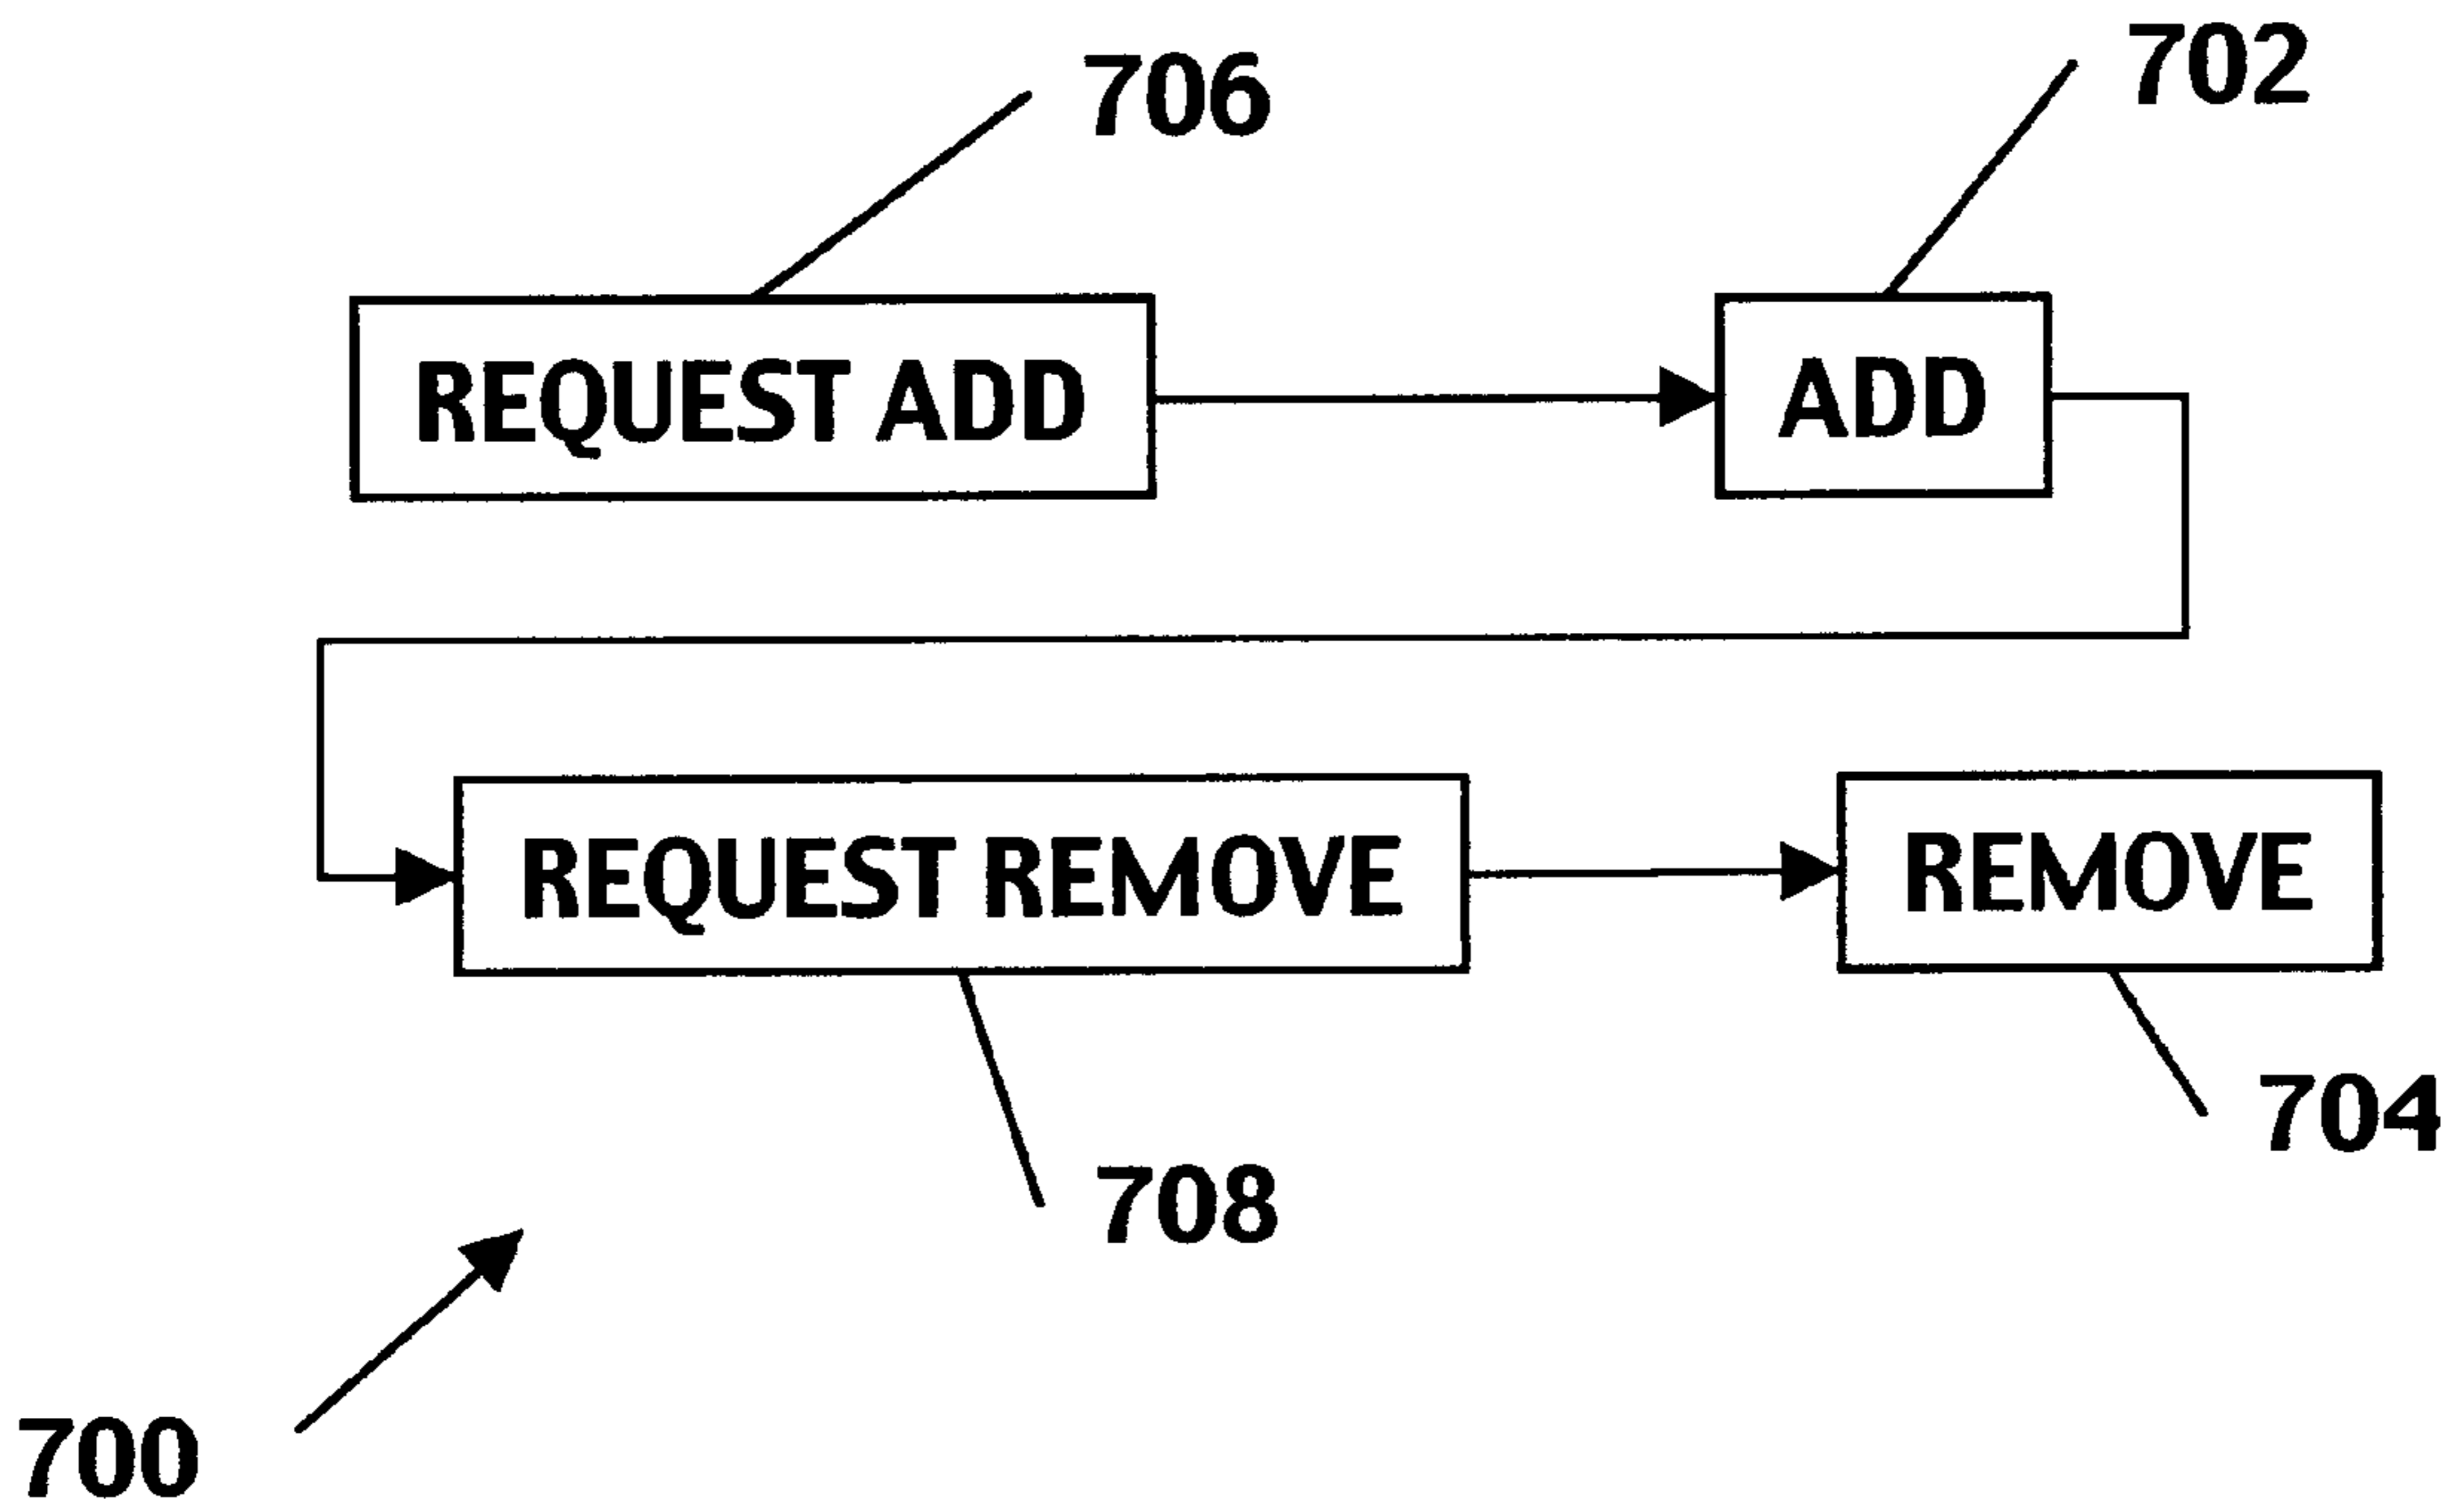 706
702
REQUEST ADD
ADD
REQUEST REMOVE
REMOVE
704
708
700